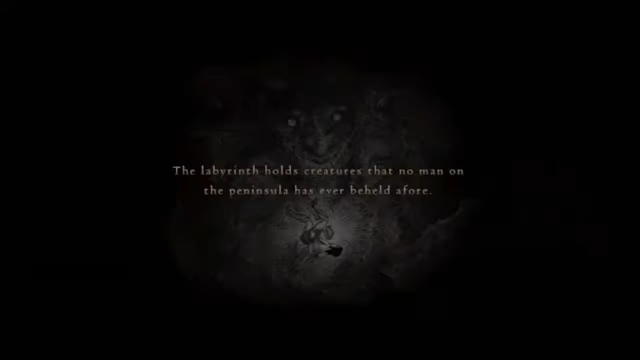 The labyrinth holds creatures that no man on
the peninsula has ever beheld afore.